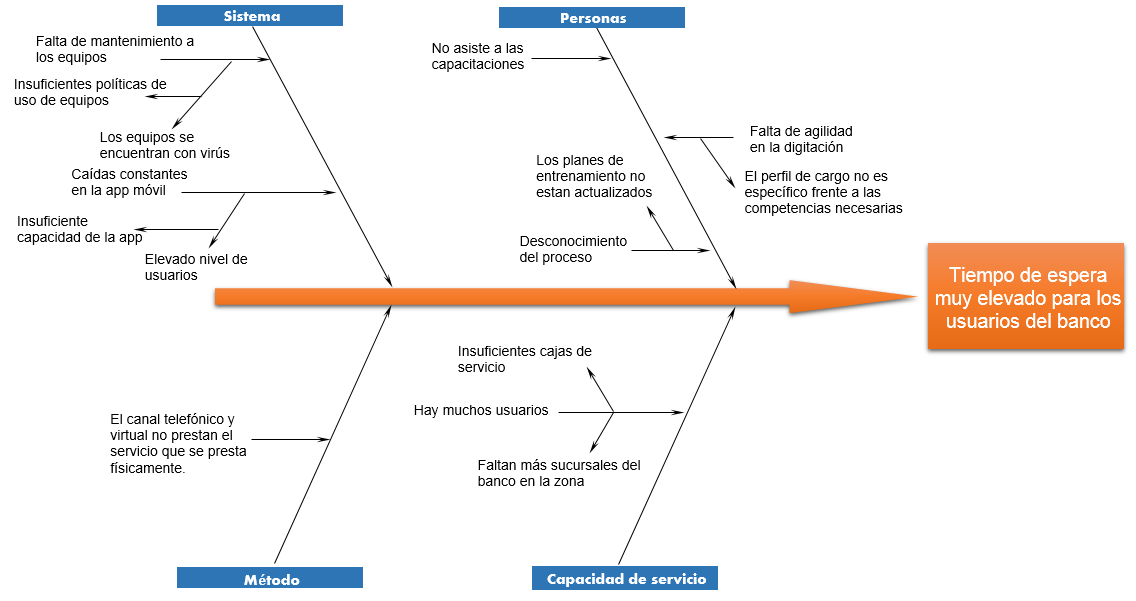 Sistema
Falta de mantenimiento a
los equipos
Insuficientes políticas de
uso de equipos
Los equipos se
encuentran con virús
Caídas constantes
en la app móvil
Insuficiente
capacidad de la app
Elevado nivel de
usuarios
Personas
No asiste a las
capacitaciones
Falta de agilidad
en la digitación
El perfil de cargo no es
específico frente a las
competencias necesarias
Los planes de
entrenamiento no
estan actualizados
Desconocimiento
del proceso
Tiempo de espera
muy elevado para los
usuarios del banco
El canal telefónico y
virtual no prestan el
servicio que se presta
físicamente.
Método
Insuficientes cajas de
servicio
Hay muchos usuarios
Faltan más sucursales del
banco en la zona
Capacidad de servicio